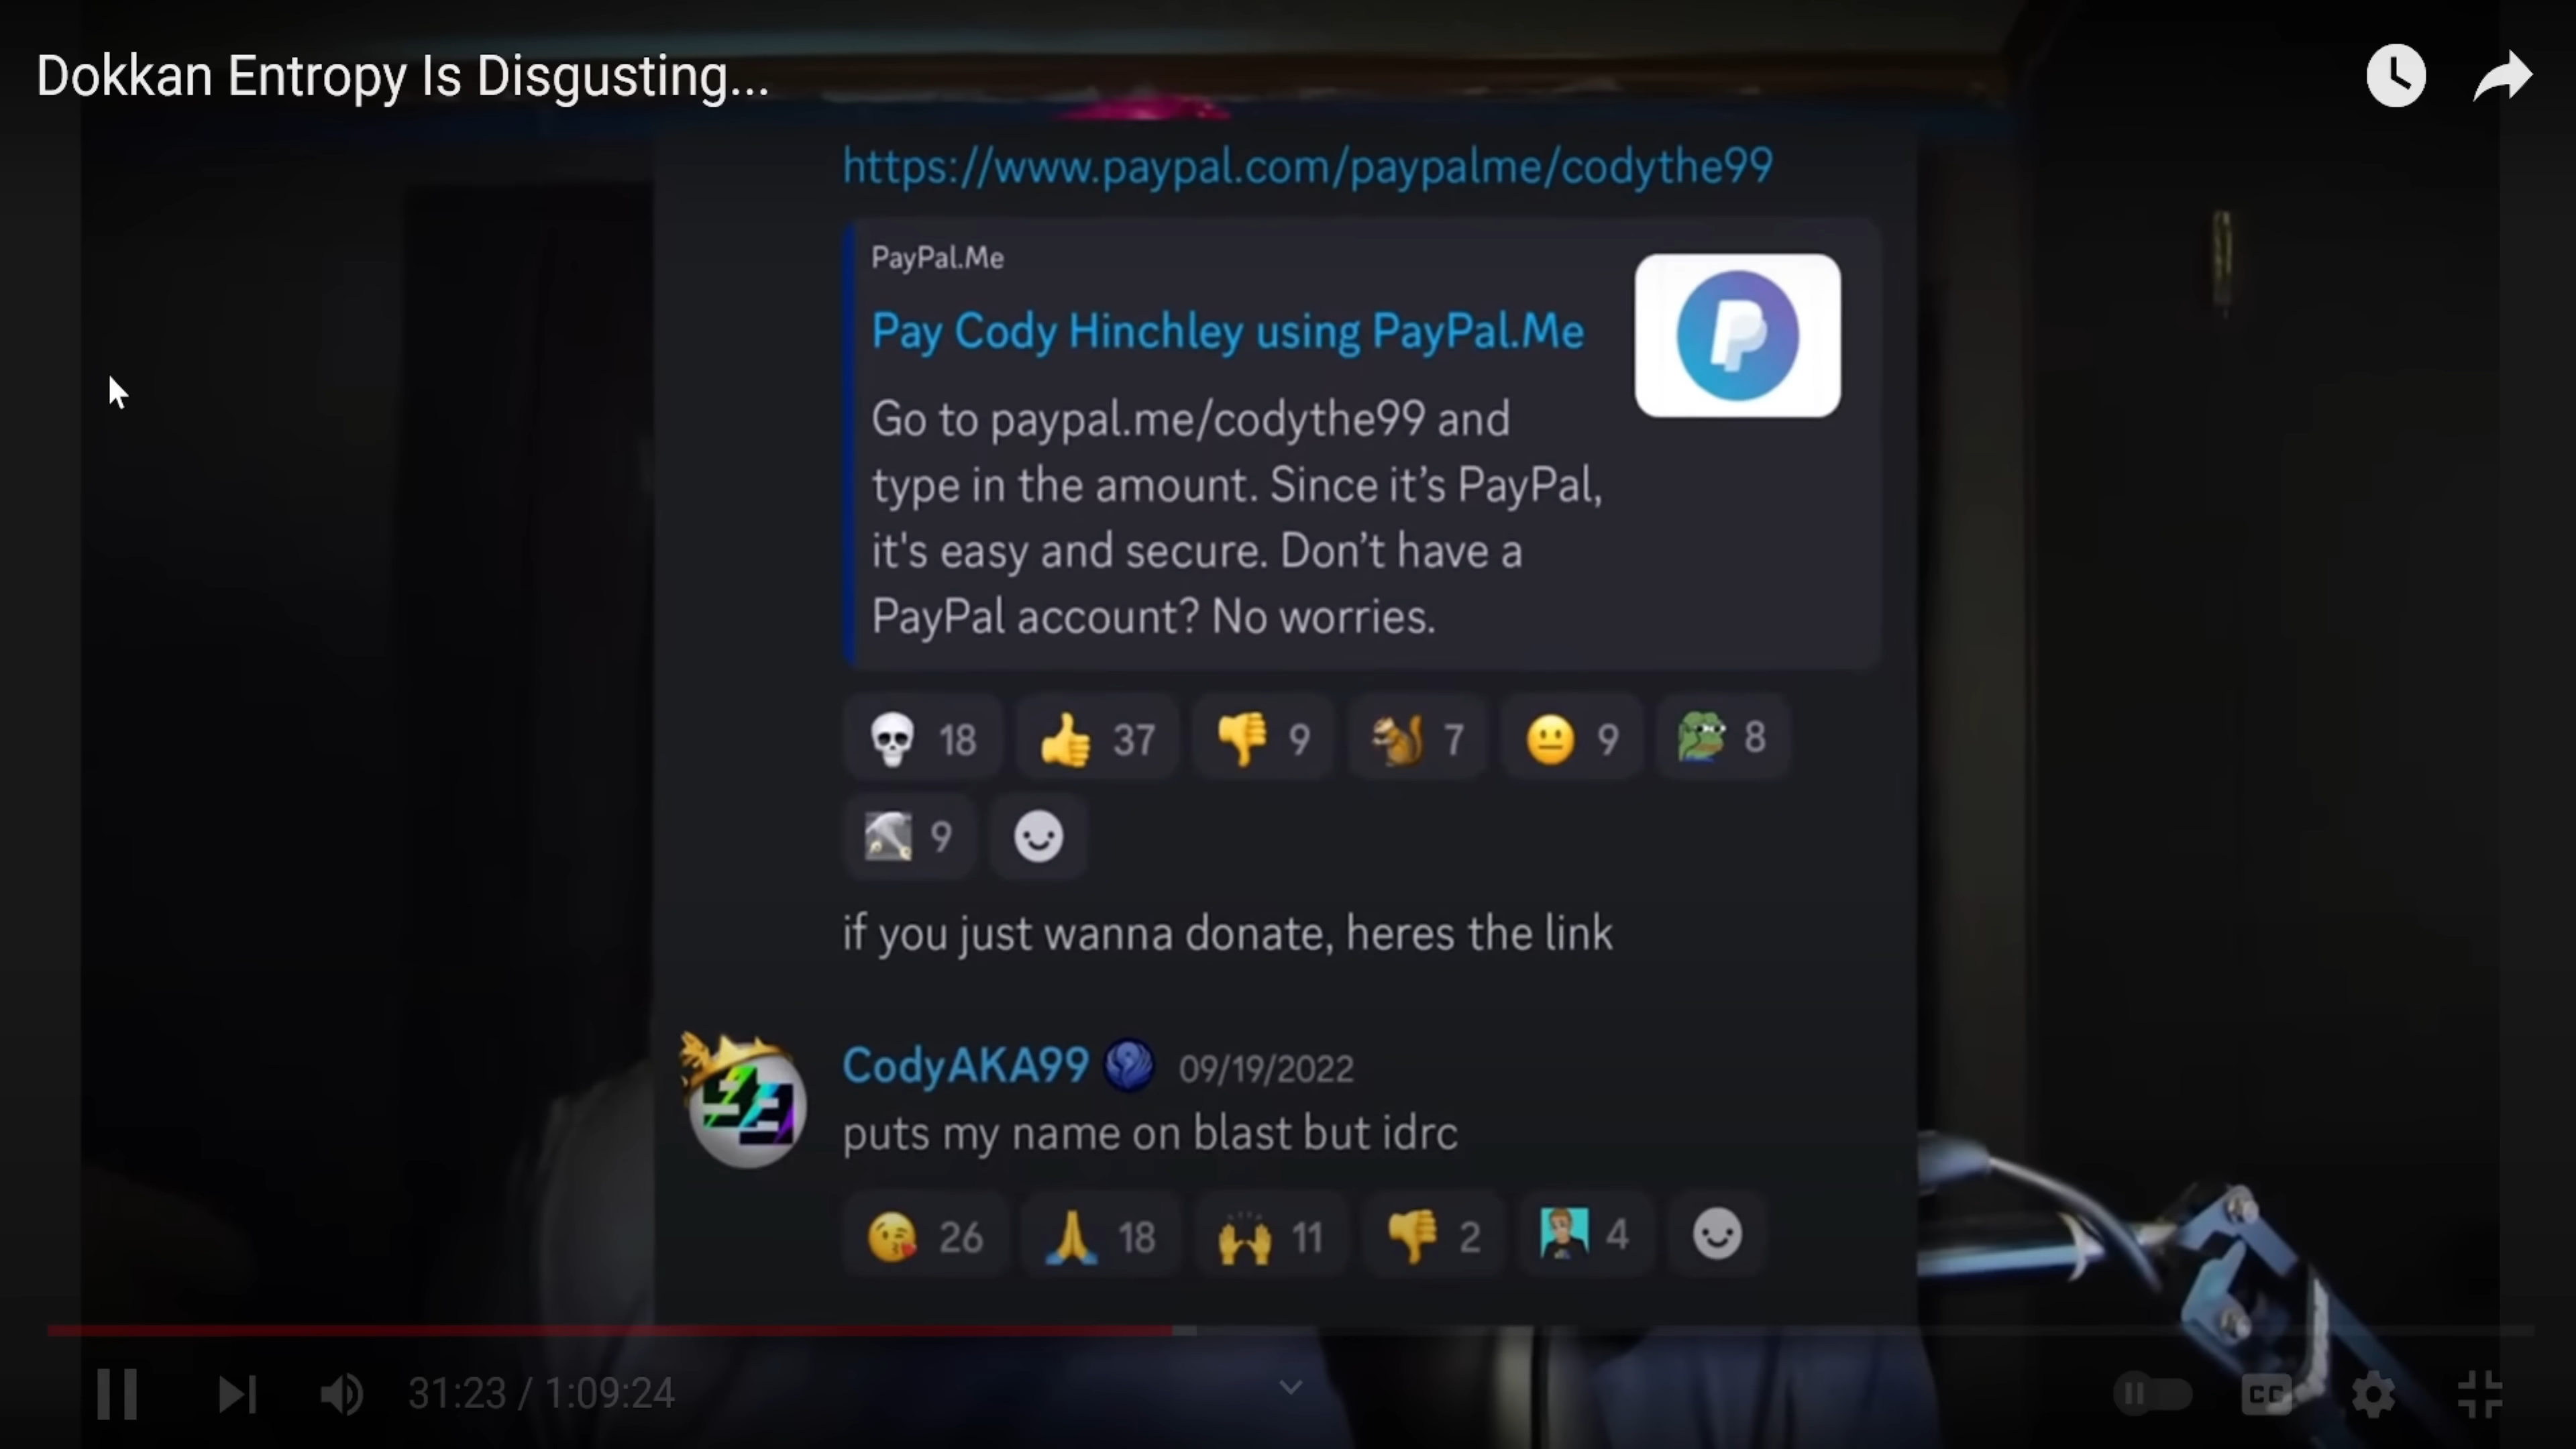 Dokkan Entropy Is Disgusting...
https://www.paypal.com/paypalme/codythe99
PayPal.Me
Pay Cody Hinchley using PayPal.Me
Go to paypal.me/codythe99 and
type in the amount. Since it’s PayPal,
it's easy and secure. Don’t have a
PayPal account? No worries.
18 37 9 7 9 8
9
if you just wanna donate, heres the link
CodyAKA99 09/19/2022
puts my name on blast but idrc
26 18 11 2 4
31:23 / 1:09:24
CC